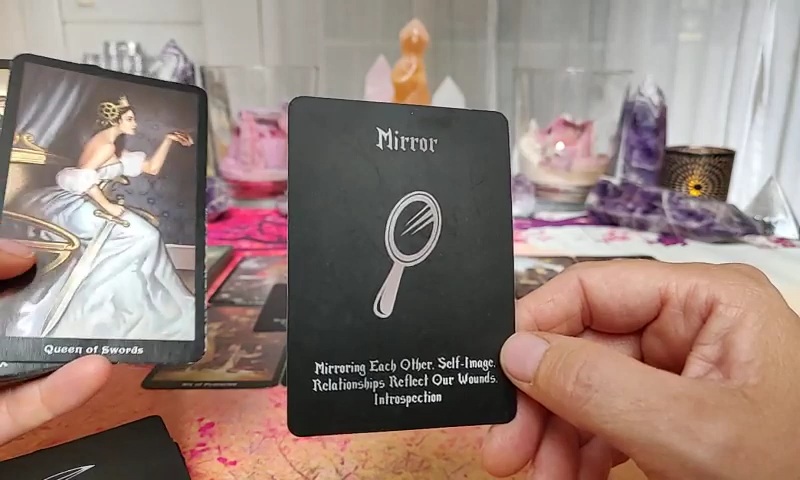 Mirror
Mirroring Each Other. Self-Image.
Relationships Reflect Our Wounds.
Introspection
Queen of Swords